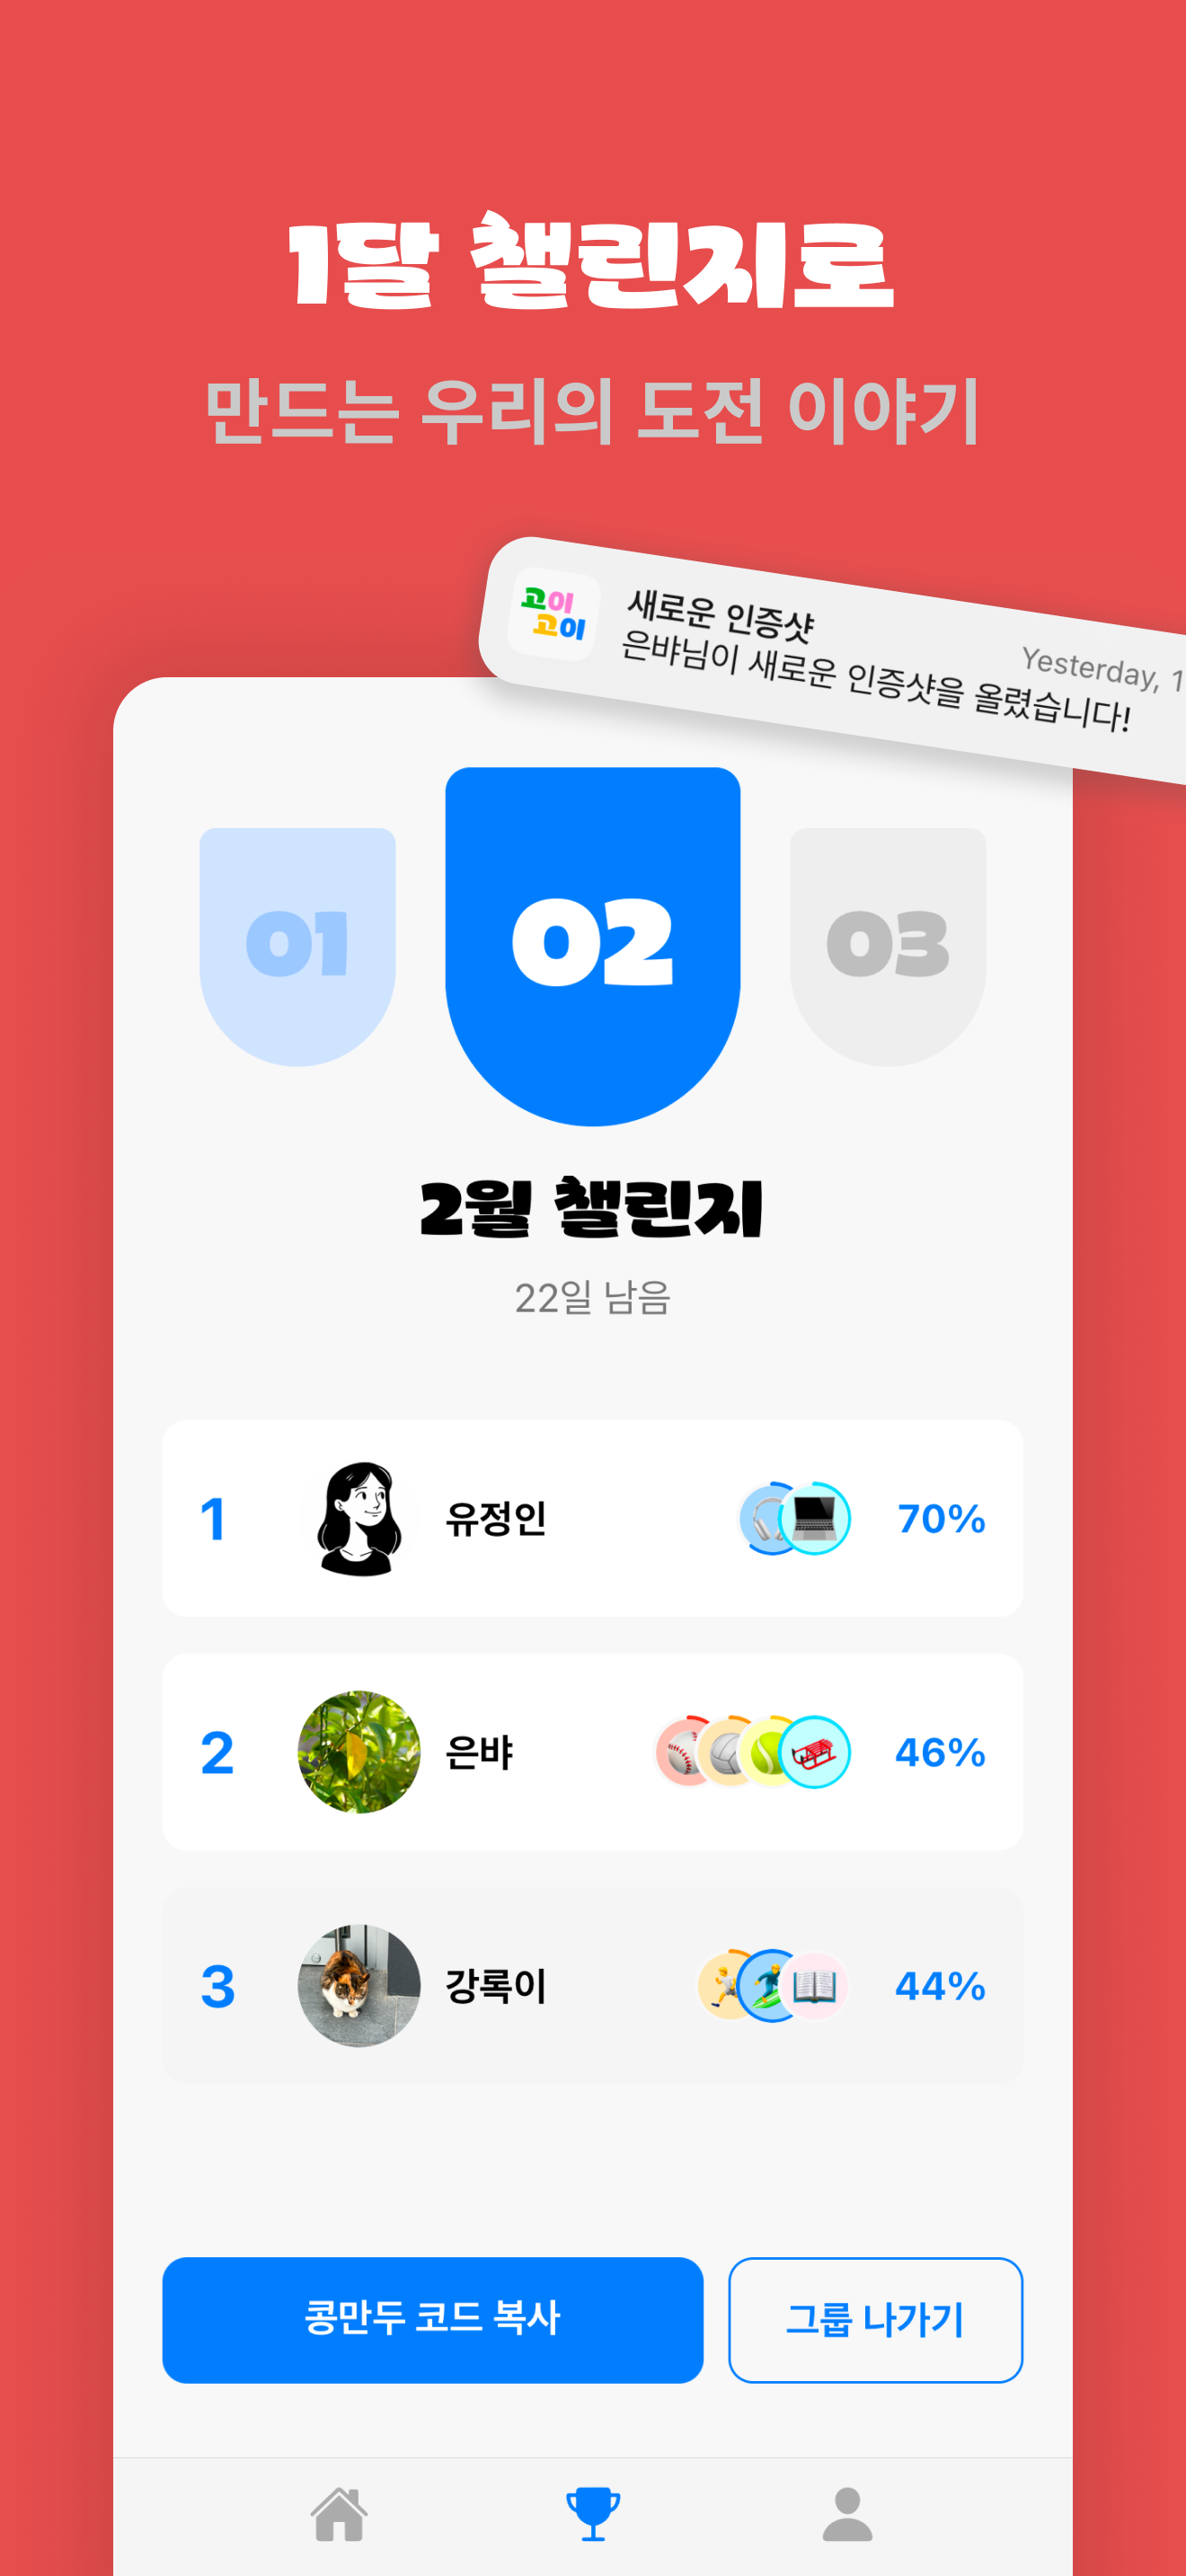 1달 챌린지로
만드는 우리의 도전 이야기
고이
고이
새로운 인증샷
Yesterday, 1
은뱌님이 새로운 인증샷을 올렸습니다!
01
02
03
2월 챌린지
22일 남음
1
유정인
70%
2
은뱌
46%
3
강록이
44%
콩만두 코드 복사
그룹 나가기